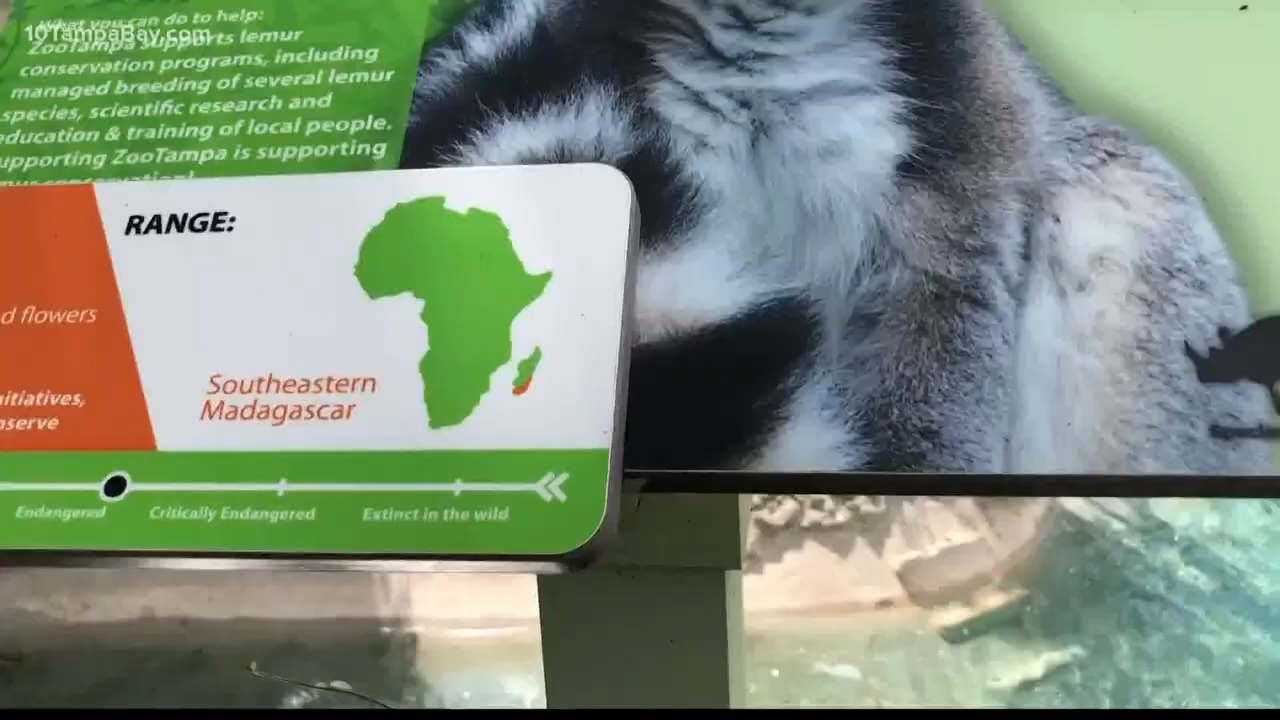 What you can do to help:
10TampaBay.com
ZooTampa supports lemur
conservation programs, including
managed breeding of several lemur
species, scientific research and
education & training of local people.
upporting ZooTampa is supporting
conservation!
RANGE:
d flowers
Southeastern
Madagascar
nitiatives,
nserve
Endangered
Critically Endangered
Extinct in the wild